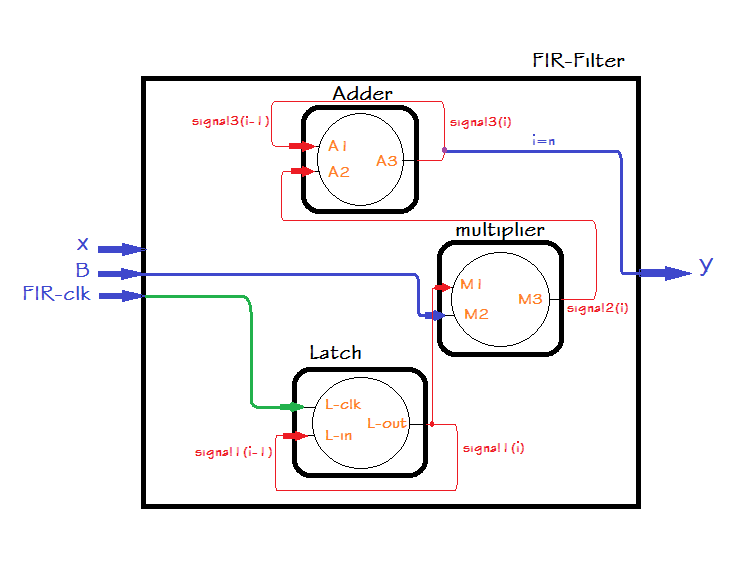 FIR-Filter
Adder
signal3(i-1)
signal3(i)
A1
A2
A3
i=n
multiplier
x
B
FIR-clk
y
M1
M2
M3
signal2(i)
Latch
L-clk
L-out
L-in
signal1(i-1)
signal1(i)